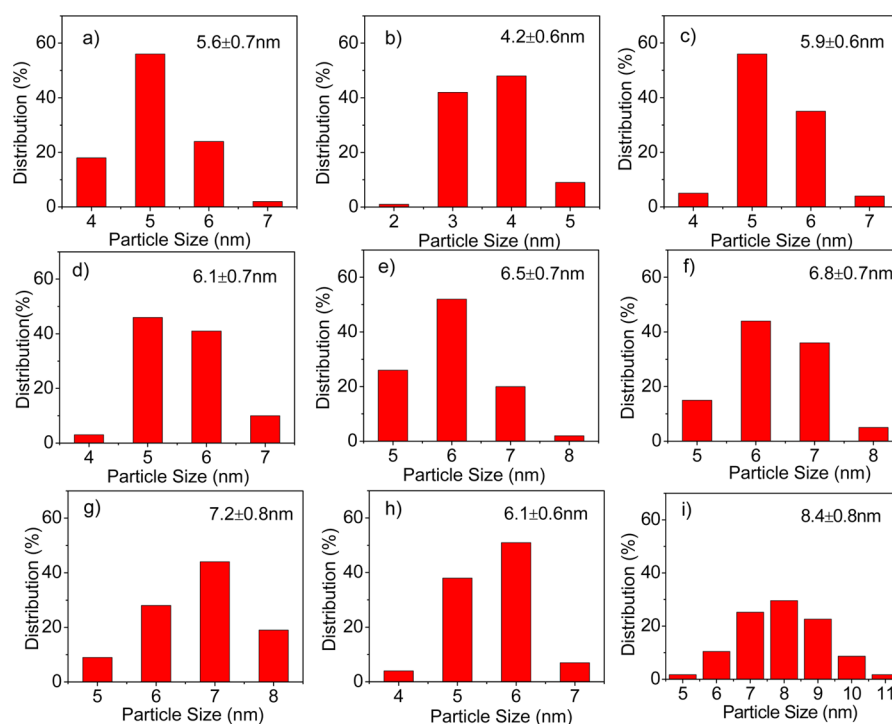 a) 5.6±0.7nm
60
40
20
0
4 5 6 7
Particle Size (nm)
Distribution (%)
b) 4.2±0.6nm
60
40
20
0
2 3 4 5
Particle Size (nm)
Distribution (%)
c) 5.9±0.6nm
60
40
20
0
4 5 6 7
Particle Size (nm)
Distribution (%)
d) 6.1±0.7nm
60
40
20
0
4 5 6 7
Particle Size (nm)
Distribution(%)
e) 6.5±0.7nm
60
40
20
0
5 6 7 8
Particle Size (nm)
Distribution (%)
f) 6.8±0.7nm
60
40
20
0
5 6 7 8
Particle Size (nm)
Distribution (%)
g) 7.2±0.8nm
60
40
20
0
5 6 7 8
Particle Size (nm)
Distribution (%)
h) 6.1±0.6nm
60
40
20
0
4 5 6 7
Particle Size (nm)
Distribution (%)
i) 8.4±0.8nm
60
40
20
0
5 6 7 8 9 10 11
Particle Size (nm)
Distribution (%)